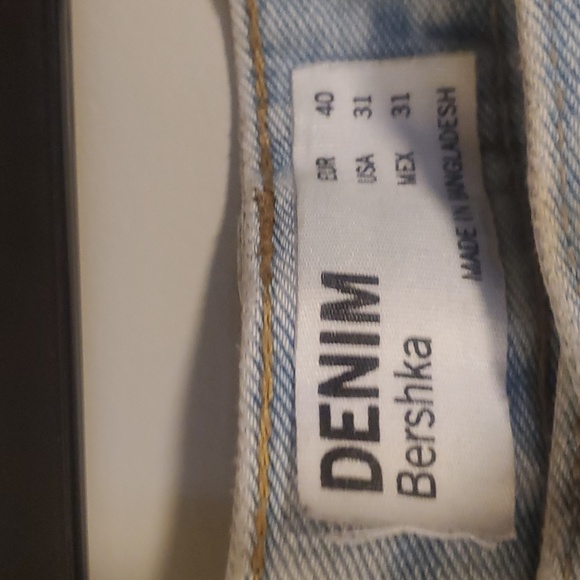 DENIM
Bershka
EUR 40
USA 31
MEX 31
MADE IN BANGLADESH